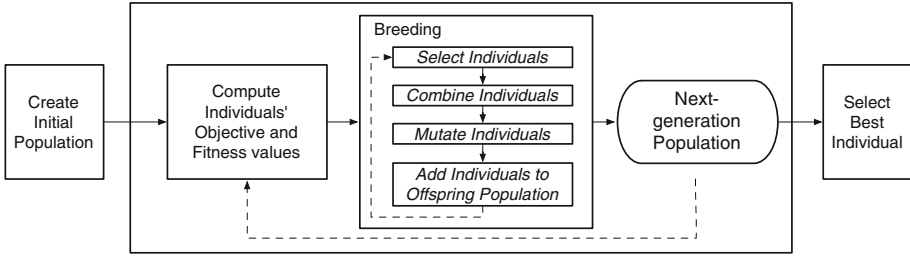 Create
Initial
Population
Compute
Individuals'
Objective and
Fitness values
Breeding
Select Individuals
Combine Individuals
Mutate Individuals
Add Individuals to
Offspring Population
Next-
generation
Population
Select
Best
Individual